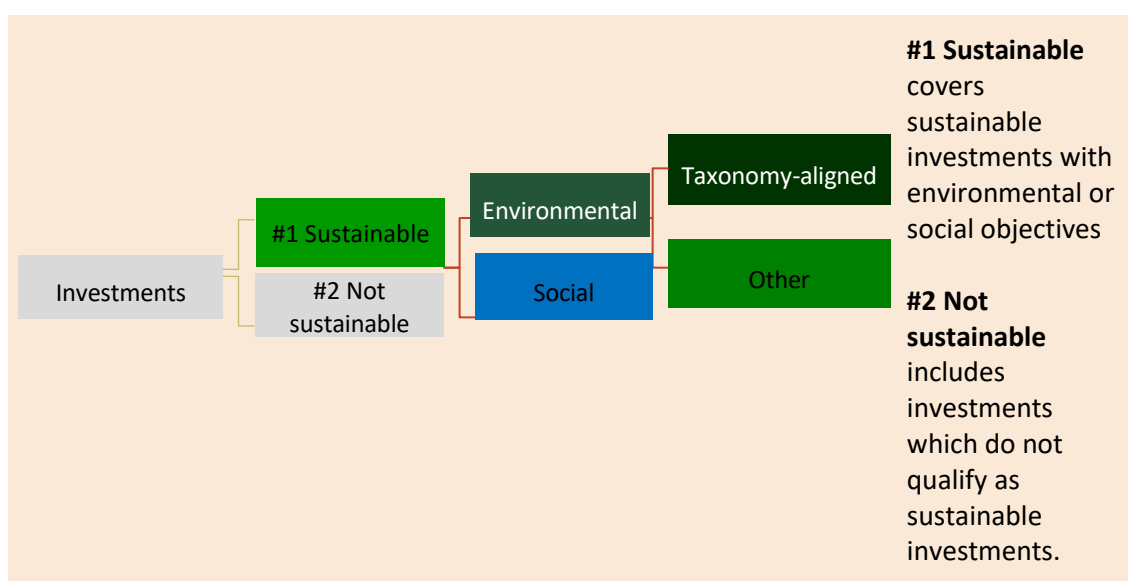 Investments
#1 Sustainable
#2 Not
sustainable
Environmental
Social
Taxonomy-aligned
Other
#1 Sustainable
covers
sustainable
investments with
environmental or
social objectives
#2 Not
sustainable
includes
investments
which do not
qualify as
sustainable
investments.